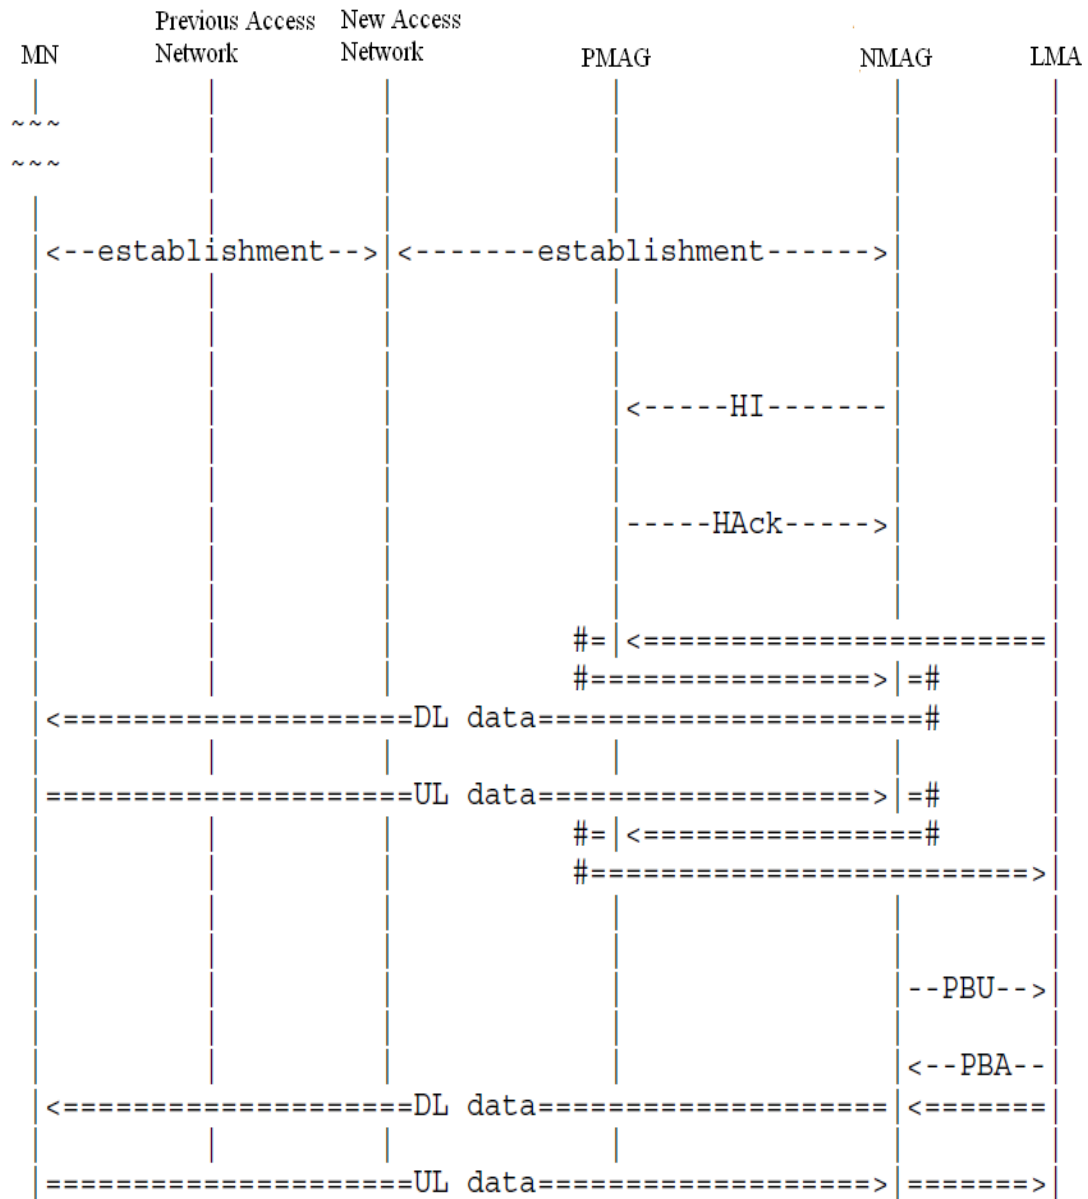 Previous Access New Access
MN Network Network PMAG NMAG LMA
~~~
~~~
<--establishment--> <-------establishment------>
<-----HI-------
-----HAck----->
#= <=======================
#================> =#
<====================DL data======================#
=====================UL data===================> =#
#= <================#
#=========================>
--PBU-->
<--PBA--
<====================DL data==================== <=======
=====================UL data===================> =======>